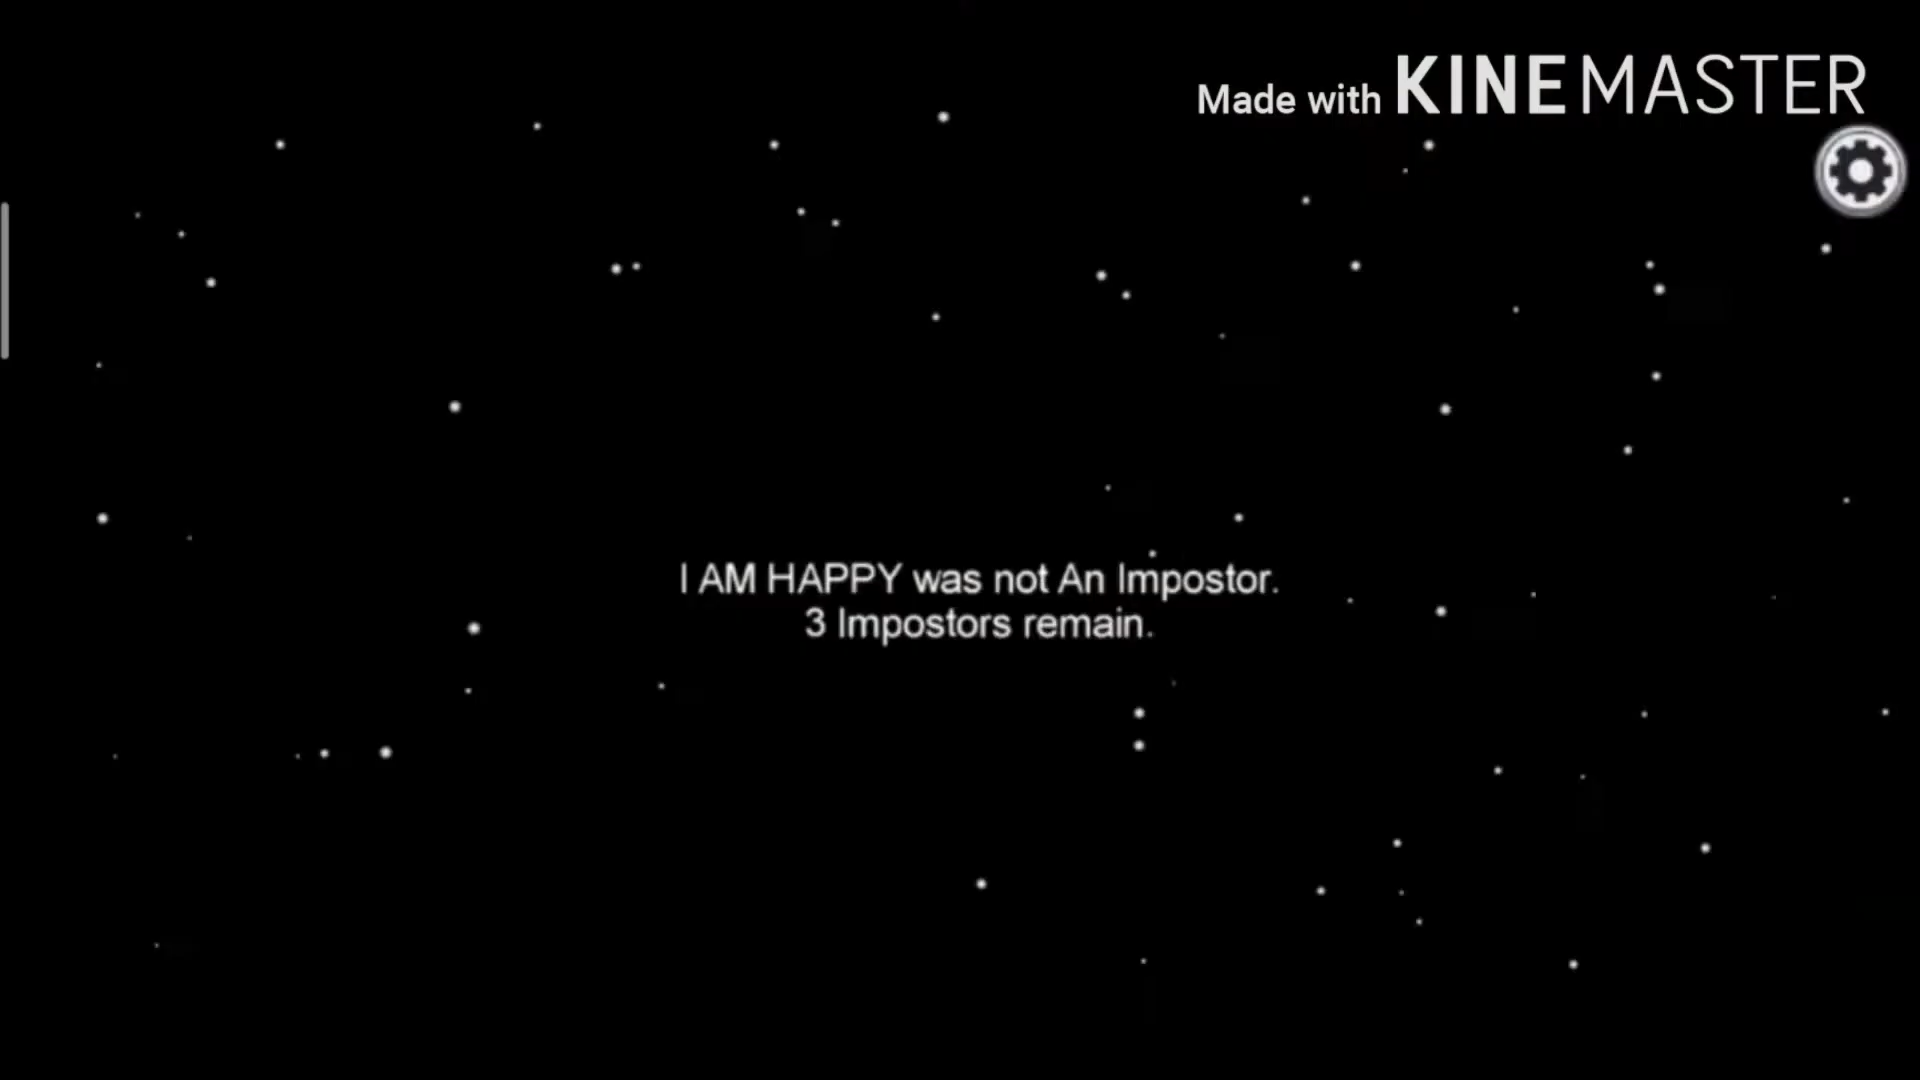 Made with KINEMASTER
I AM HAPPY was not An Impostor.
3 Impostors remain.